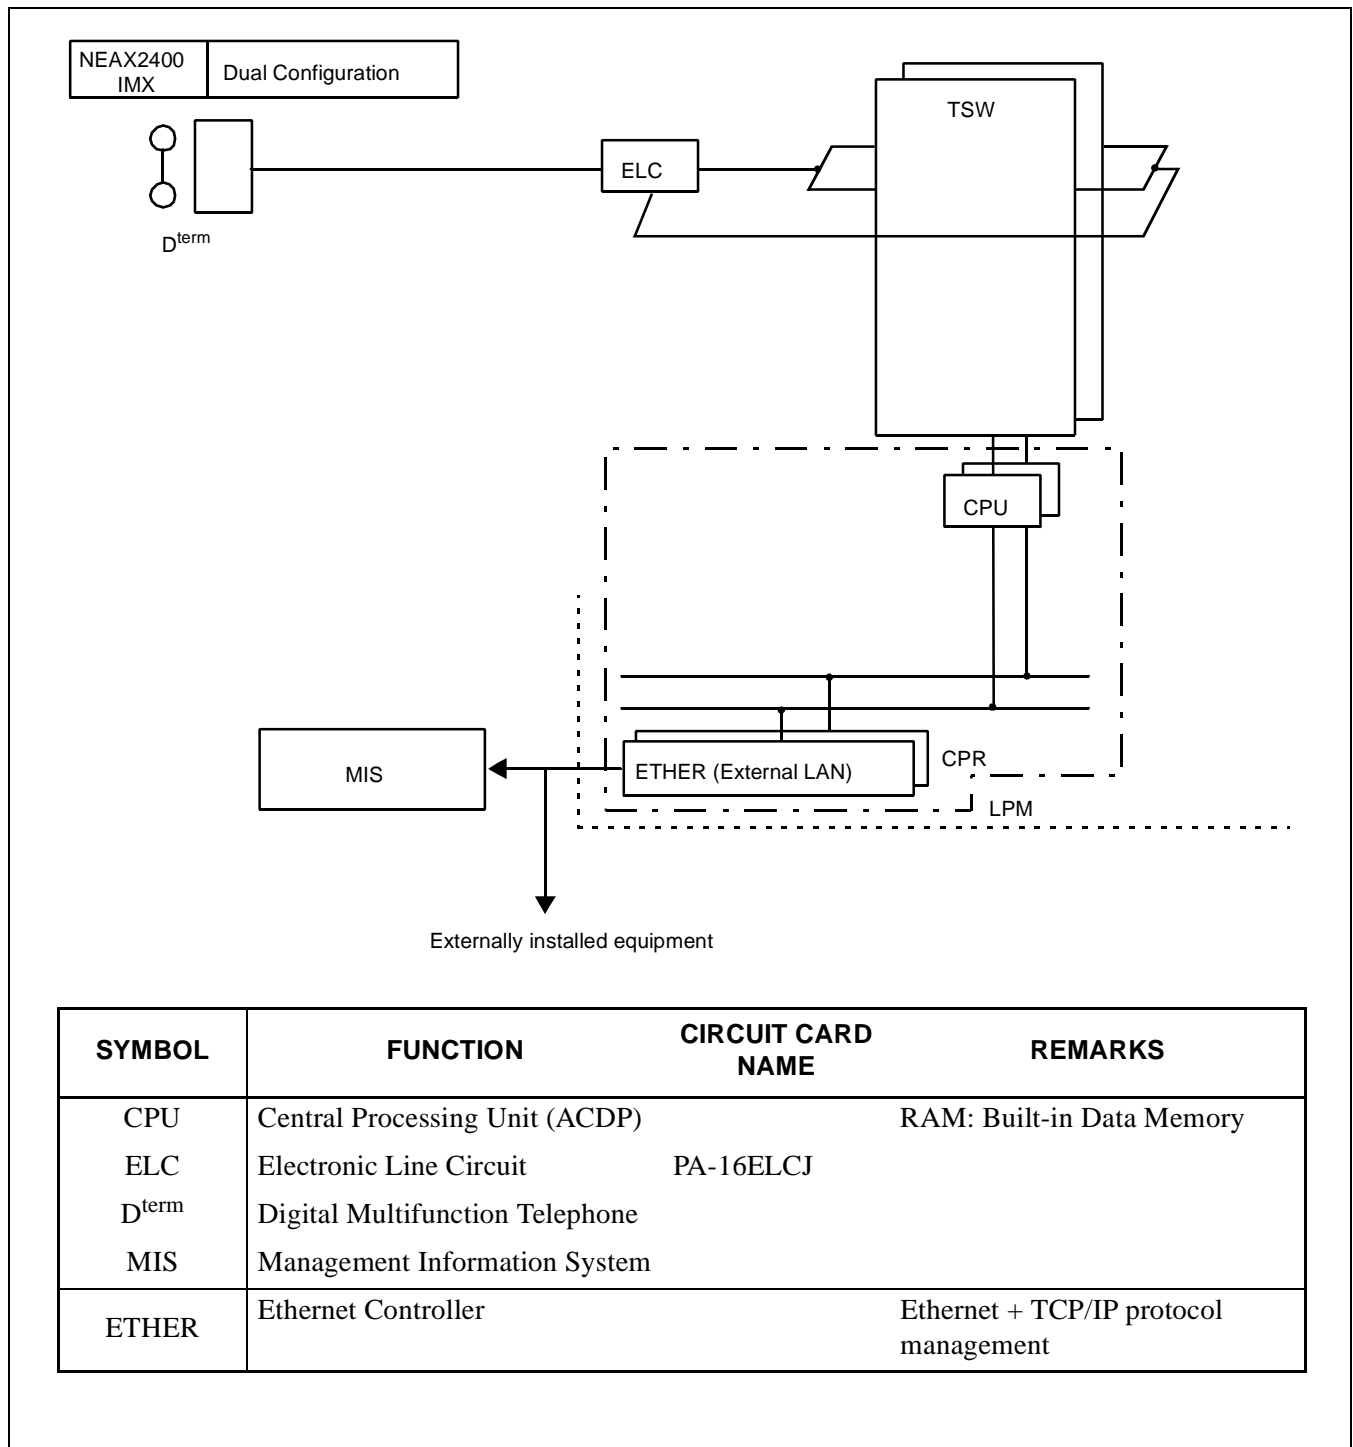 NEAX2400
IMX
Dual Configuration
TSW
ELC
Dterm
CPU
MIS
ETHER (External LAN)
CPR
LPM
Externally installed equipment
SYMBOL FUNCTION CIRCUIT CARD NAME REMARKS
CPU Central Processing Unit (ACDP) RAM: Built-in Data Memory
ELC Electronic Line Circuit PA-16ELCJ
Dterm Digital Multifunction Telephone
MIS Management Information System
ETHER Ethernet Controller Ethernet + TCP/IP protocol
management